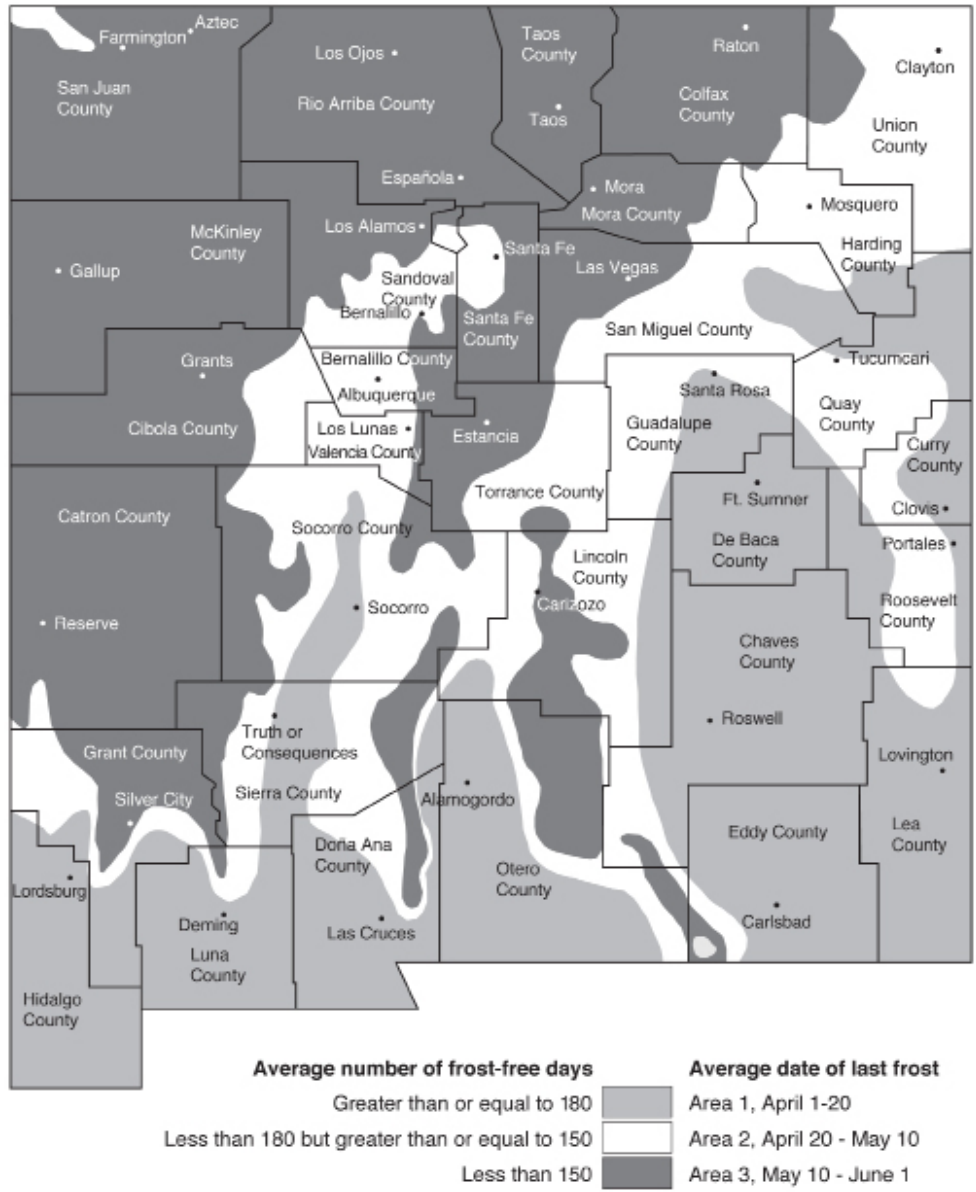 Aztec
Farmington
San Juan
County
Los Ojos
Rio Arriba County
Taos
County
Taos
Raton
Colfax
County
Clayton
Union
County
Española
Mora
Mora County
Mosquero
Harding
County
McKinley
County
Gallup
Los Alamos
Santa Fe
Las Vegas
Sandoval
County
Bernalillo
Santa Fe
County
San Miguel County
Grants
Cibola County
Bernalillo County
Albuquerque
Los Lunas
Valencia County
Estancia
Torrance County
Santa Rosa
Guadalupe
County
Tucumcari
Quay
County
Curry
County
Clovis
Catron County
Reserve
Socorro County
Socorro
Lincoln
County
Carizozo
Ft. Sumner
De Baca
County
Portales
Roosevelt
County
Chaves
County
Roswell
Grant County
Silver City
Truth or
Consequences
Sierra County
Alamogordo
Otero
County
Lovington
Lea
County
Eddy County
Carlsbad
Lordsburg
Hidalgo
County
Deming
Luna
County
Doña Ana
County
Las Cruces
Average number of frost-free days Average date of last frost
Greater than or equal to 180 Area 1, April 1-20
Less than 180 but greater than or equal to 150 Area 2, April 20 - May 10
Less than 150 Area 3, May 10 - June 1